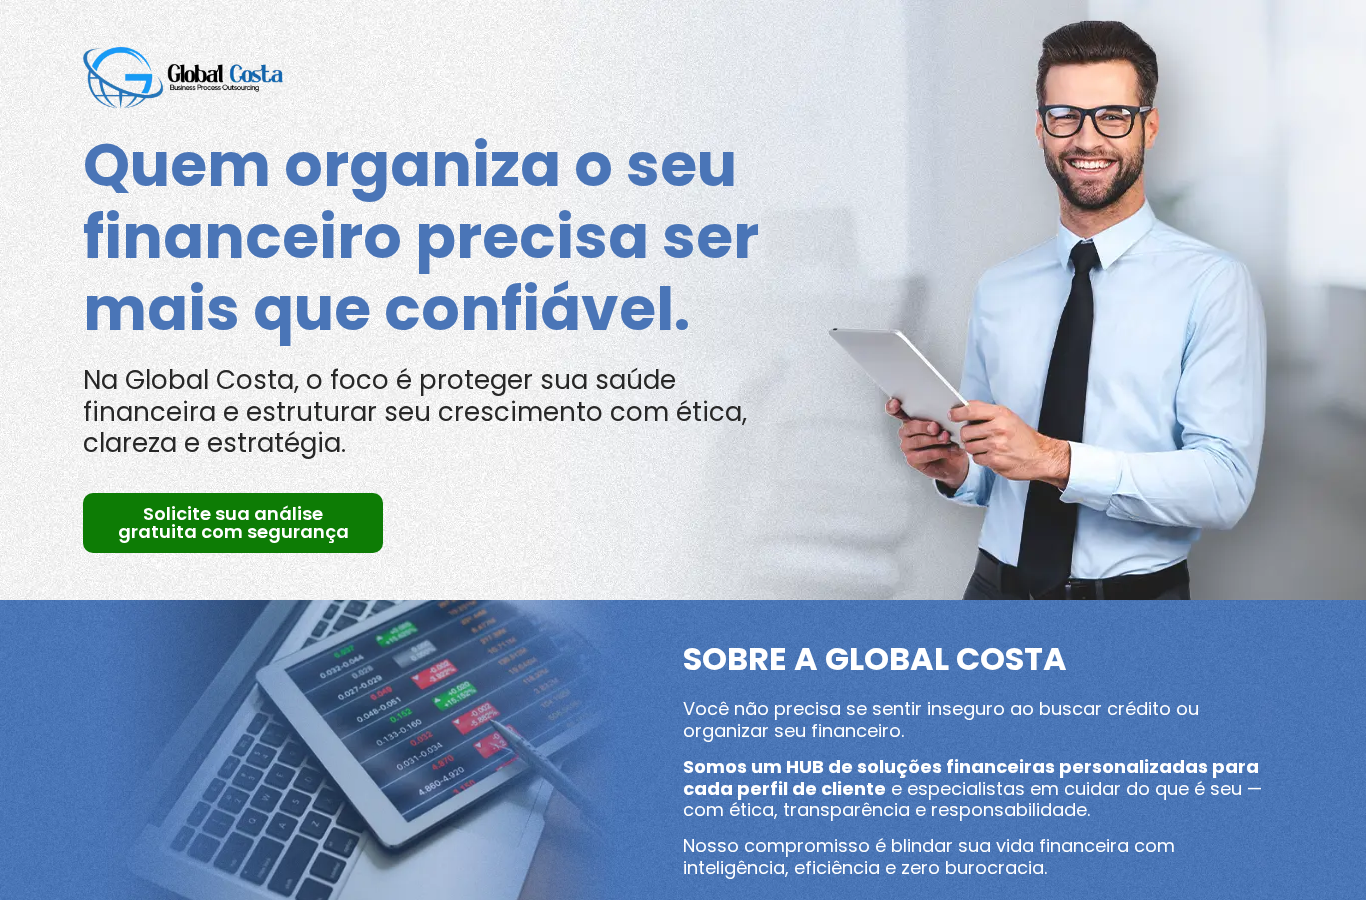 Global Costa
Business Process Outsourcing
Quem organiza o seu
financeiro precisa ser
mais que confiável.
Na Global Costa, o foco é proteger sua saúde
financeira e estruturar seu crescimento com ética,
clareza e estratégia.
Solicite sua análise
gratuita com segurança
SOBRE A GLOBAL COSTA
Você não precisa se sentir inseguro ao buscar crédito ou
organizar seu financeiro.
Somos um HUB de soluções financeiras personalizadas para
cada perfil de cliente e especialistas em cuidar do que é seu —
com ética, transparência e responsabilidade.
Nosso compromisso é blindar sua vida financeira com
inteligência, eficiência e zero burocracia.